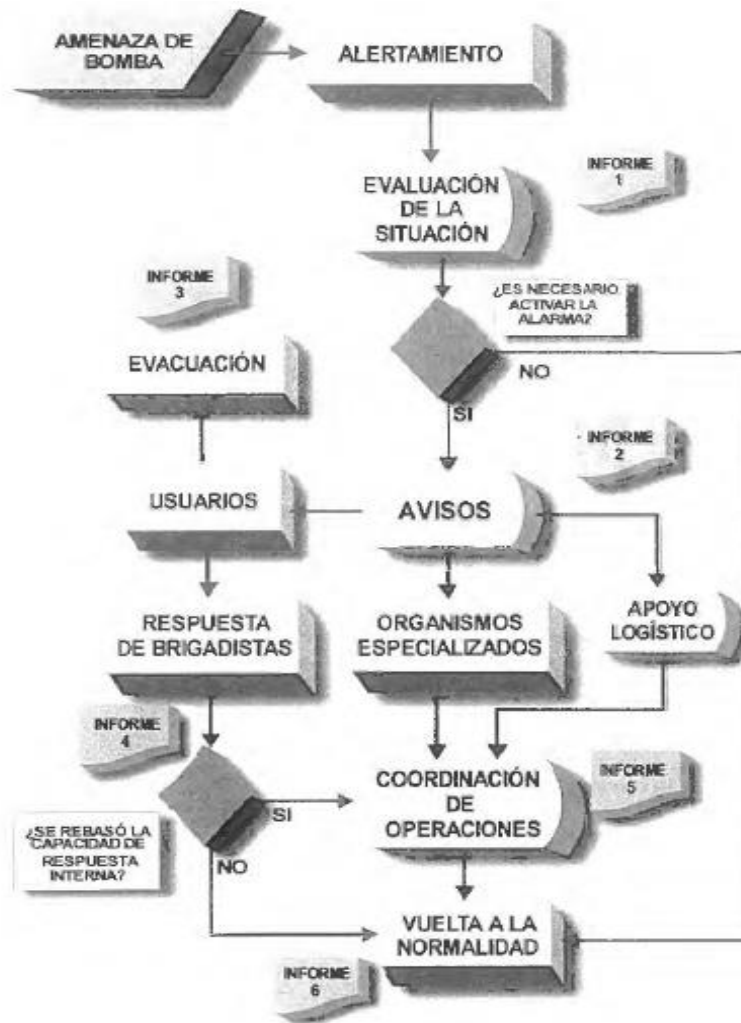 AMENAZA DE
BOMBA
ALERTAMIENTO
EVALUACIÓN
DE LA
SITUACIÓN
INFORME
1
¿ES NECESARIO
ACTIVAR LA
ALARMA?
NO
SI
INFORME
3
EVACUACIÓN
INFORME
2
USUARIOS
AVISOS
RESPUESTA
DE BRIGADISTAS
ORGANISMOS
ESPECIALIZADOS
APOYO
LOGÍSTICO
INFORME
4
¿SE REBASÓ LA
CAPACIDAD DE
RESPUESTA
INTERNA?
SI
NO
COORDINACIÓN
DE
OPERACIONES
INFORME
5
VUELTA A LA
NORMALIDAD
INFORME
6